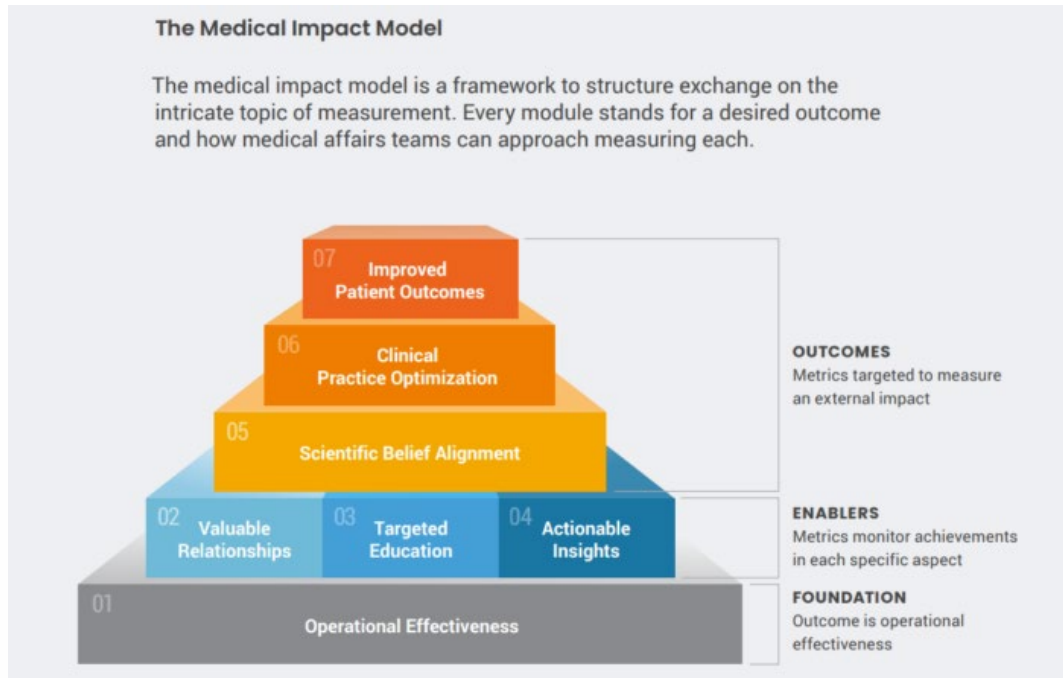 The Medical Impact Model
The medical impact model is a framework to structure exchange on the
intricate topic of measurement. Every module stands for a desired outcome
and how medical affairs teams can approach measuring each.
07
Improved
Patient Outcomes
06
Clinical
Practice Optimization
05
Scientific Belief Alignment
OUTCOMES
Metrics targeted to measure
an external impact
02
Valuable
Relationships
03
Targeted
Education
04
Actionable
Insights
ENABLERS
Metrics monitor achievements
in each specific aspect
01
Operational Effectiveness
FOUNDATION
Outcome is operational
effectiveness